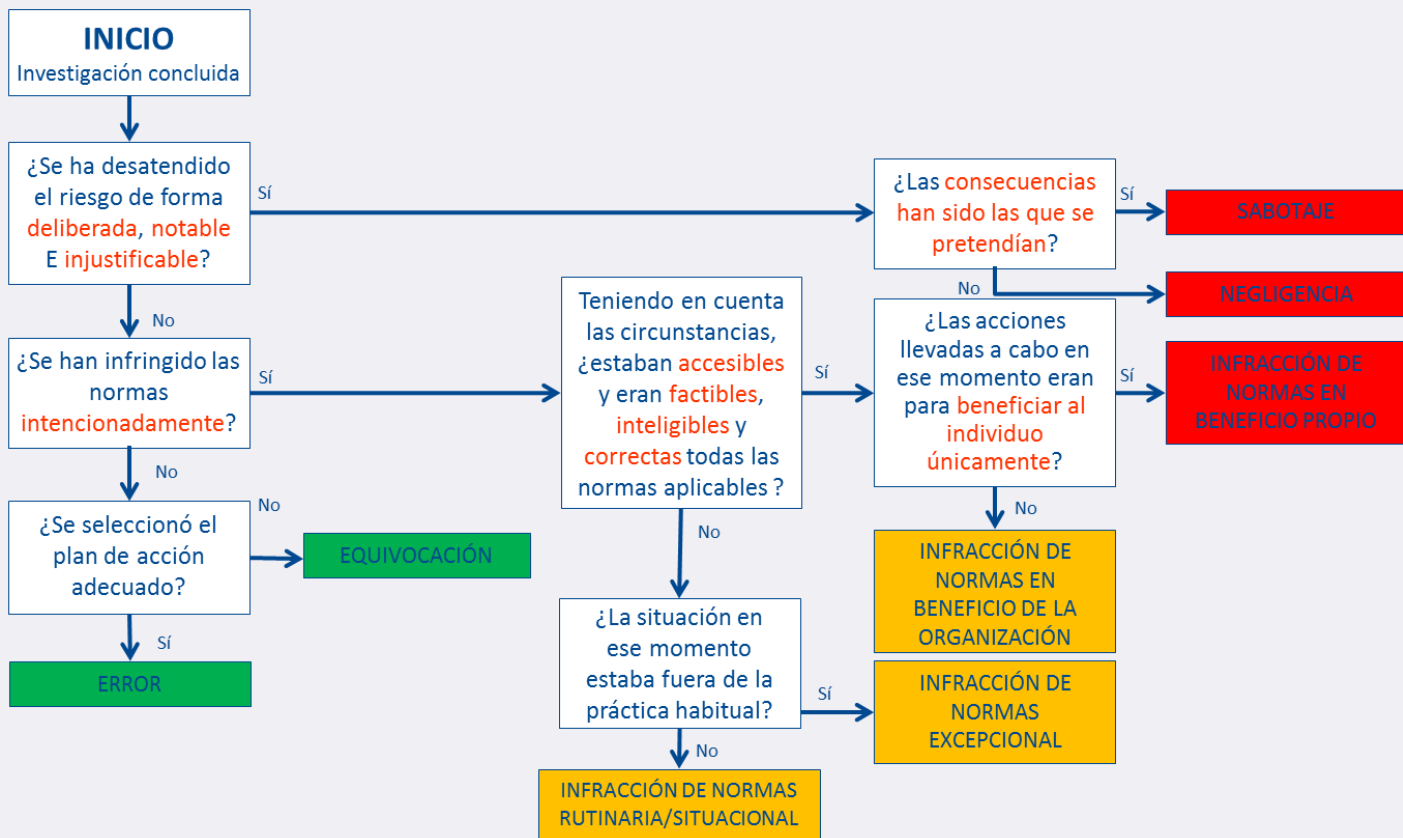 INICIO
Investigación concluida
¿Se ha desatendido
el riesgo de forma
deliberada, notable
E injustificable?
Sí
¿Las consecuencias
han sido las que se
pretendían?
Sí
SABOTAJE
No
NEGLIGENCIA
No
¿Se han infringido las
normas
intencionadamente?
Sí
Teniendo en cuenta
las circunstancias,
¿estaban accesibles
y eran factibles,
inteligibles y
correctas todas las
normas aplicables ?
Sí
¿Las acciones
llevadas a cabo en
ese momento eran
para beneficiar al
individuo
únicamente?
Sí
INFRACCIÓN DE
NORMAS EN
BENEFICIO PROPIO
No
INFRACCIÓN DE
NORMAS EN
BENEFICIO DE LA
ORGANIZACIÓN
No
¿Se seleccionó el
plan de acción
adecuado?
No
EQUIVOCACIÓN
Sí
ERROR
No
¿La situación en
ese momento
estaba fuera de la
práctica habitual?
Sí
INFRACCIÓN DE
NORMAS
EXCEPCIONAL
No
INFRACCIÓN DE NORMAS
RUTINARIA/SITUACIONAL